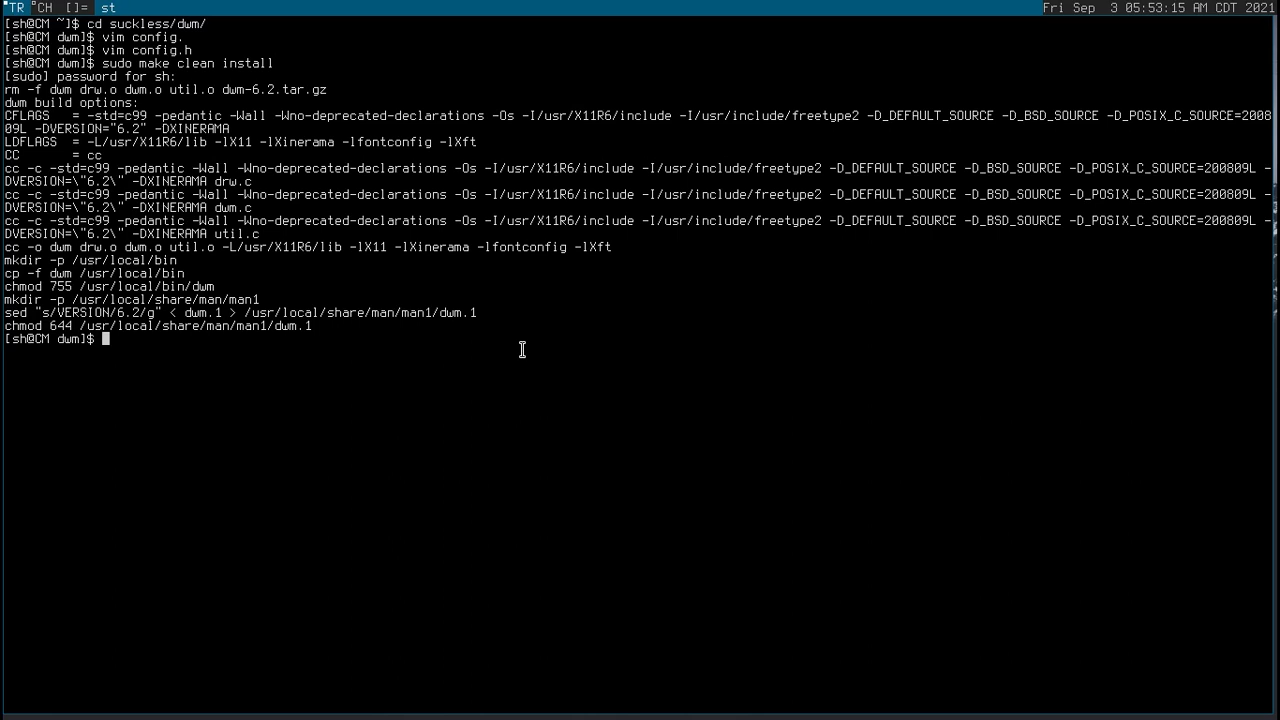 TR CH []= st Fri Sep 3 05:53:15 AM CDT 2021
[sh@CM ~]$ cd suckless/dwm/
[sh@CM dwm]$ vim config.
[sh@CM dwm]$ vim config.h
[sh@CM dwm]$ sudo make clean install
[sudo] password for sh:
rm -f dwm drw.o dwm.o util.o dwm-6.2.tar.gz
dwm build options:
CFLAGS   = -std=c99 -pedantic -Wall -Wno-deprecated-declarations -Os -I/usr/X11R6/include -I/usr/include/freetype2 -D_DEFAULT_SOURCE -D_BSD_SOURCE -D_POSIX_C_SOURCE=2008
09L -DVERSION="6.2" -DXINERAMA
LDFLAGS  = -L/usr/X11R6/lib -lX11 -lXinerama -lfontconfig -lXft
CC       = cc
cc -c -std=c99 -pedantic -Wall -Wno-deprecated-declarations -Os -I/usr/X11R6/include -I/usr/include/freetype2 -D_DEFAULT_SOURCE -D_BSD_SOURCE -D_POSIX_C_SOURCE=200809L -
DVERSION=\"6.2\" -DXINERAMA drw.c
cc -c -std=c99 -pedantic -Wall -Wno-deprecated-declarations -Os -I/usr/X11R6/include -I/usr/include/freetype2 -D_DEFAULT_SOURCE -D_BSD_SOURCE -D_POSIX_C_SOURCE=200809L -
DVERSION=\"6.2\" -DXINERAMA dwm.c
cc -c -std=c99 -pedantic -Wall -Wno-deprecated-declarations -Os -I/usr/X11R6/include -I/usr/include/freetype2 -D_DEFAULT_SOURCE -D_BSD_SOURCE -D_POSIX_C_SOURCE=200809L -
DVERSION=\"6.2\" -DXINERAMA util.c
cc -o dwm drw.o dwm.o util.o -L/usr/X11R6/lib -lX11 -lXinerama -lfontconfig -lXft
mkdir -p /usr/local/bin
cp -f dwm /usr/local/bin
chmod 755 /usr/local/bin/dwm
mkdir -p /usr/local/share/man/man1
sed "s/VERSION/6.2/g" < dwm.1 > /usr/local/share/man/man1/dwm.1
chmod 644 /usr/local/share/man/man1/dwm.1
[sh@CM dwm]$